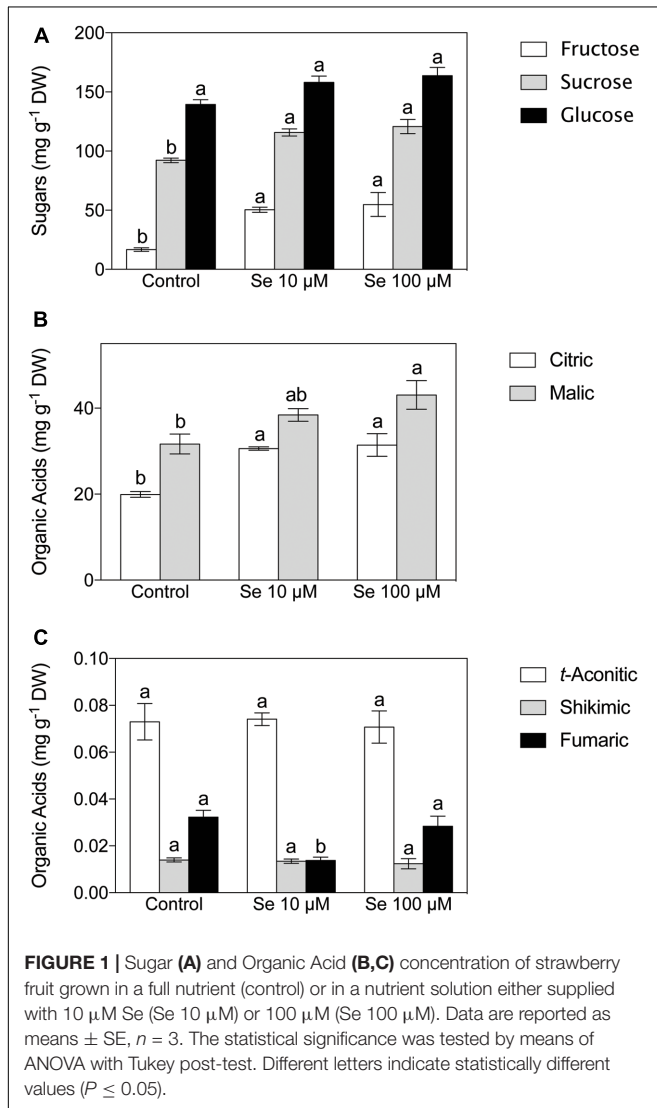 A
Sugars (mg g⁻¹ DW)
200
150
100
50
0
b
b
a
a
a
a
a
a
a
Control
Se 10 µM
Se 100 µM
Fructose
Sucrose
Glucose
B
Organic Acids (mg g⁻¹ DW)
40
20
0
b
b
a
ab
a
a
Control
Se 10 µM
Se 100 µM
Citric
Malic
C
Organic Acids (mg g⁻¹ DW)
0.10
0.08
0.06
0.04
0.02
0.00
a
a
a
a
a
b
a
a
a
Control
Se 10 µM
Se 100 µM
t-Aconitic
Shikimic
Fumaric
FIGURE 1 | Sugar (A) and Organic Acid (B,C) concentration of strawberry
fruit grown in a full nutrient (control) or in a nutrient solution either supplied
with 10 µM Se (Se 10 µM) or 100 µM (Se 100 µM). Data are reported as
means ± SE, n = 3. The statistical significance was tested by means of
ANOVA with Tukey post-test. Different letters indicate statistically different
values (P ≤ 0.05).